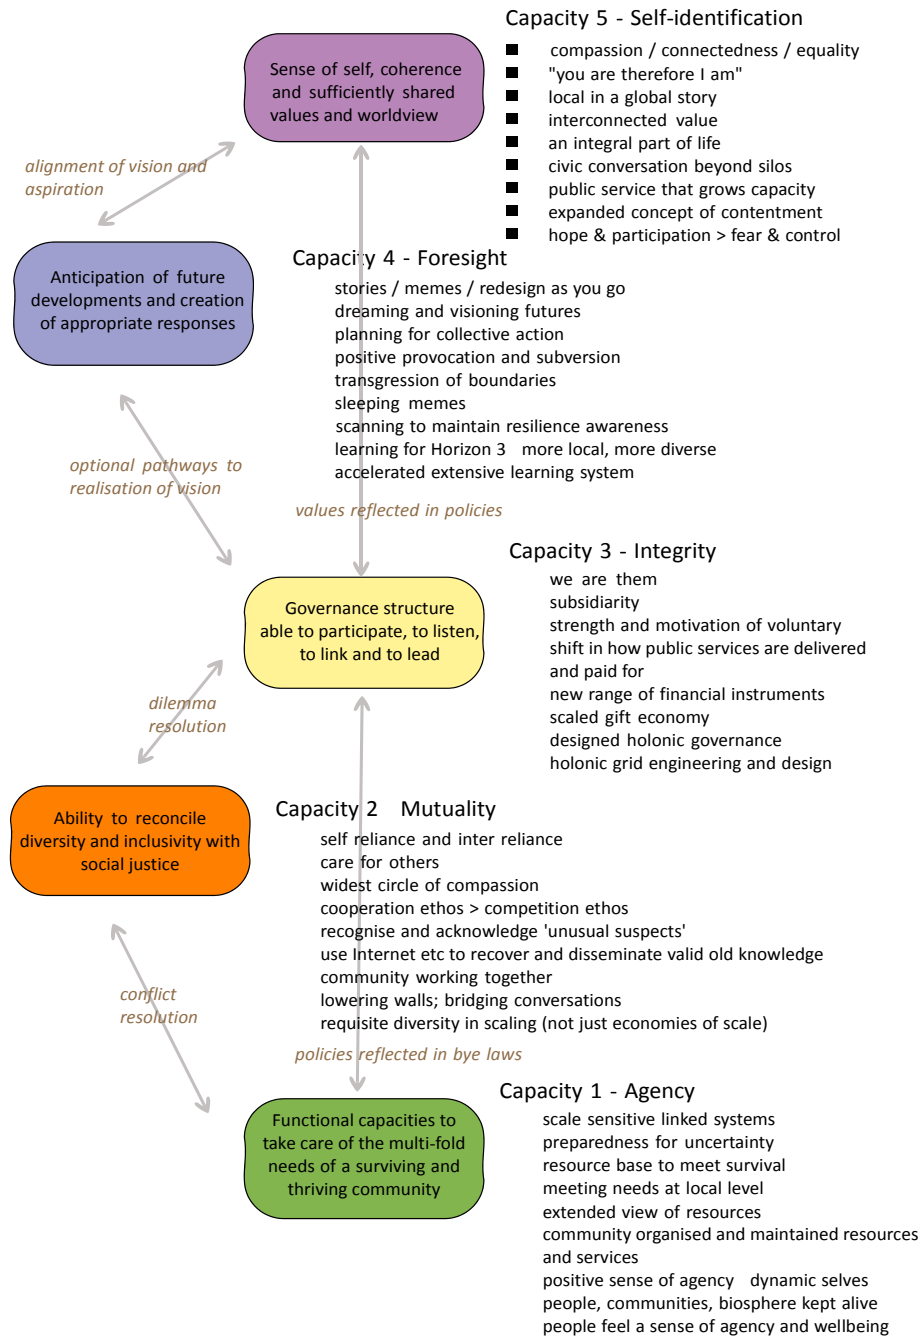 Capacity 5 - Self-identification
Sense of self, coherence
and sufficiently shared
values and worldview
compassion / connectedness / equality
"you are therefore I am"
local in a global story
interconnected value
an integral part of life
civic conversation beyond silos
public service that grows capacity
expanded concept of contentment
hope & participation > fear & control
alignment of vision and
aspiration
Anticipation of future
developments and creation
of appropriate responses
Capacity 4 - Foresight
stories / memes / redesign as you go
dreaming and visioning futures
planning for collective action
positive provocation and subversion
transgression of boundaries
sleeping memes
scanning to maintain resilience awareness
learning for Horizon 3 more local, more diverse
accelerated extensive learning system
optional pathways to
realisation of vision
values reflected in policies
Capacity 3 - Integrity
Governance structure
able to participate, to listen,
to link and to lead
we are them
subsidiarity
strength and motivation of voluntary
shift in how public services are delivered
and paid for
new range of financial instruments
scaled gift economy
designed holonic governance
holonic grid engineering and design
dilemma
resolution
Ability to reconcile
diversity and inclusivity with
social justice
Capacity 2 Mutuality
self reliance and inter reliance
care for others
widest circle of compassion
cooperation ethos > competition ethos
recognise and acknowledge 'unusual suspects'
use Internet etc to recover and disseminate valid old knowledge
community working together
lowering walls; bridging conversations
requisite diversity in scaling (not just economies of scale)
conflict
resolution
policies reflected in bye laws
Capacity 1 - Agency
Functional capacities to
take care of the multi-fold
needs of a surviving and
thriving community
scale sensitive linked systems
preparedness for uncertainty
resource base to meet survival
meeting needs at local level
extended view of resources
community organised and maintained resources
and services
positive sense of agency dynamic selves
people, communities, biosphere kept alive
people feel a sense of agency and wellbeing